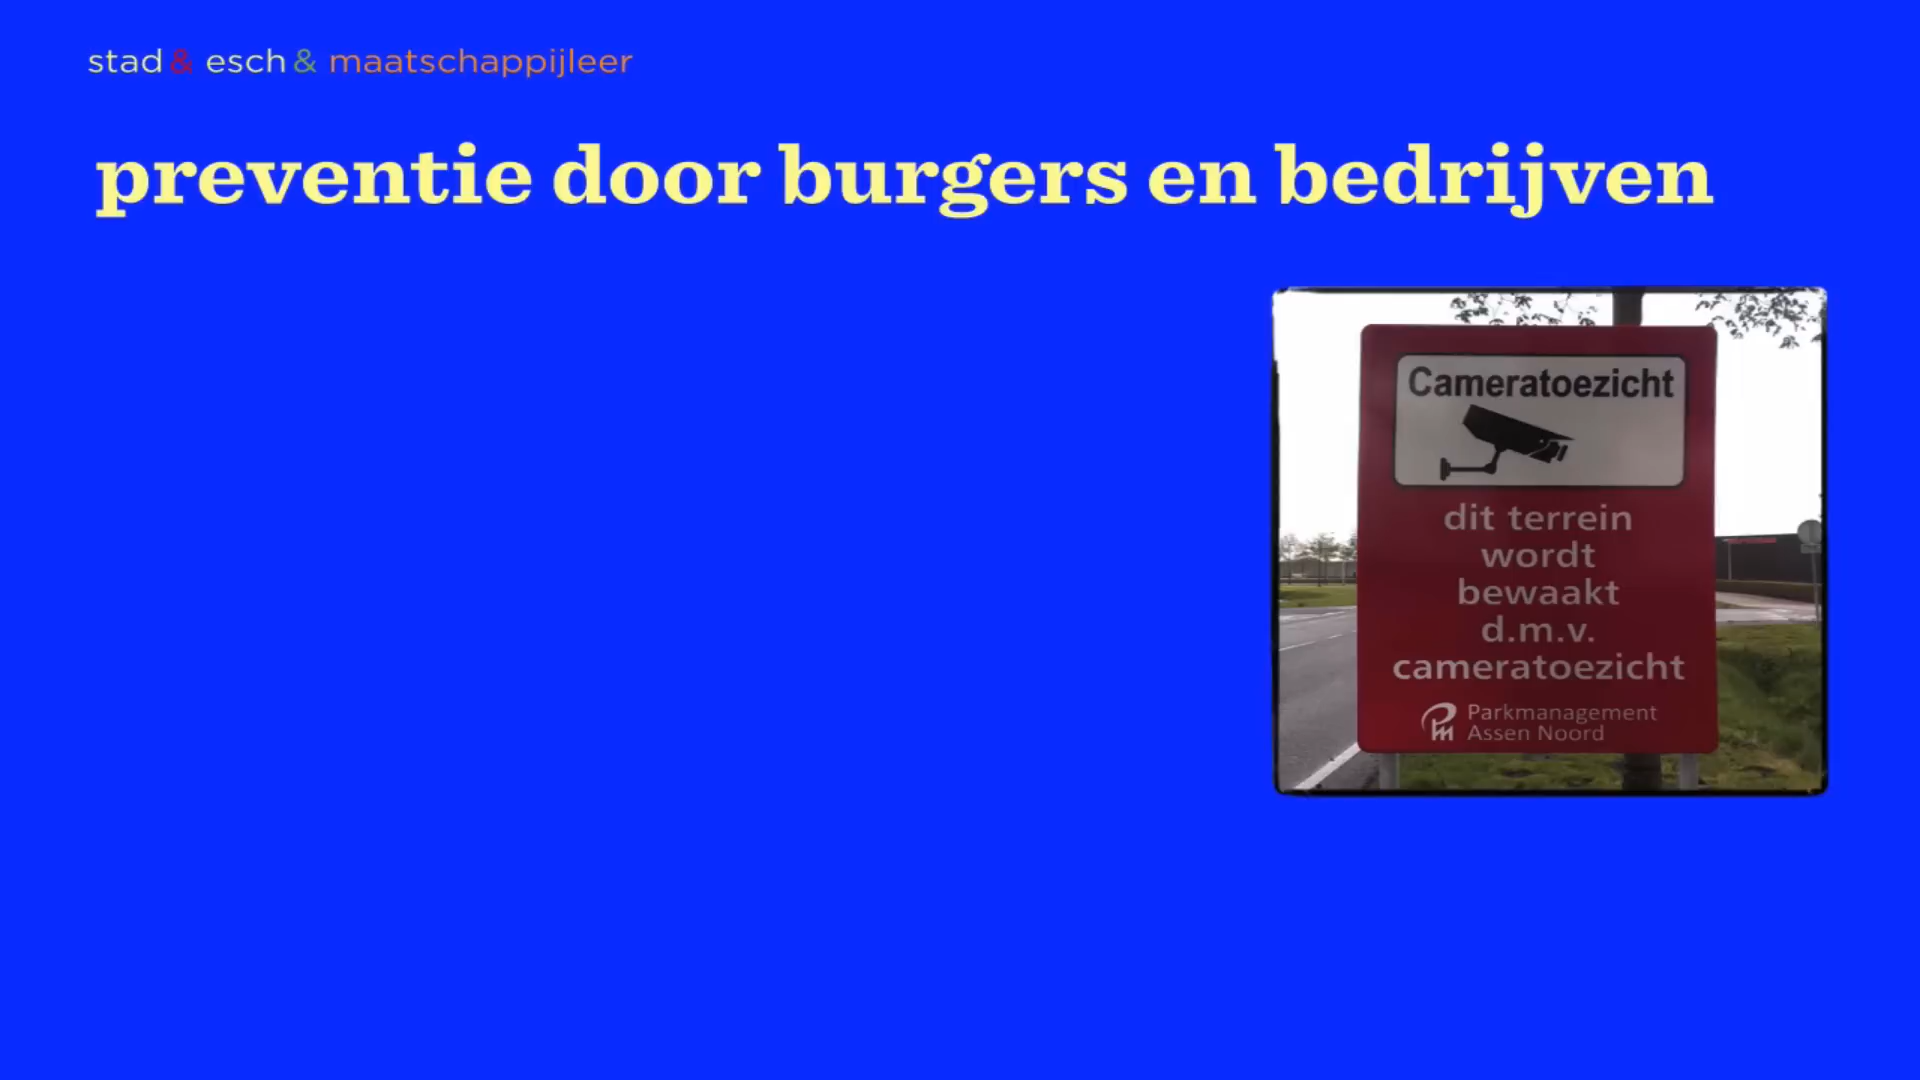 stad & esch & maatschappijleer
preventie door burgers en bedrijven
Cameratoezicht
dit terrein
wordt
bewaakt
d.m.v.
cameratoezicht
Parkmanagement
Assen Noord